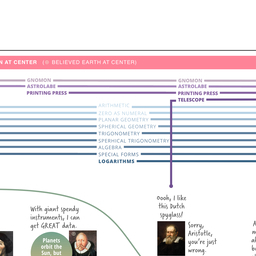 N AT CENTER (☉ BELIEVED EARTH AT CENTER)
GNOMON
ASTROLABE
PRINTING PRESS
GNOMON
ASTROLABE
PRINTING PRESS
TELESCOPE
ARITHMETIC
ZERO AS NUMERAL
PLANAR GEOMETRY
SPHERICAL GEOMETRY
TRIGONOMETRY
SPERHICAL TRIGONOMETRY
ALGEBRA
SPECIAL FORMS
LOGARITHMS
With giant spendy
instruments, I can
get GREAT data.
Planets
orbit the
Sun, but
Oooh, I like
this Dutch
spyglass!
Sorry,
Aristotle,
you're just
wrong.